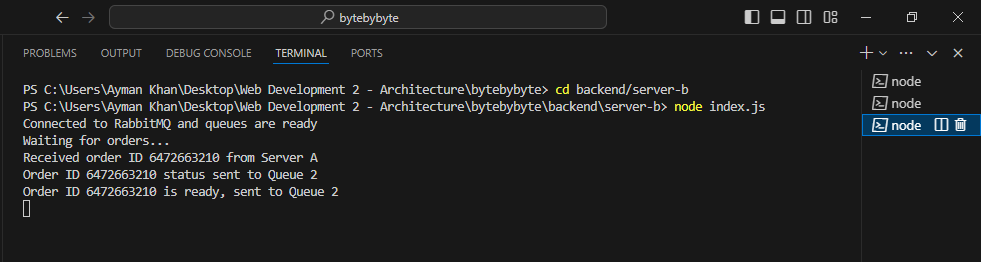 bytebybyte
PROBLEMS OUTPUT DEBUG CONSOLE TERMINAL PORTS
PS C:\Users\Ayman Khan\Desktop\Web Development 2 - Architecture\bytebybyte> cd backend/server-b
PS C:\Users\Ayman Khan\Desktop\Web Development 2 - Architecture\bytebybyte\backend\server-b> node index.js
Connected to RabbitMQ and queues are ready
Waiting for orders...
Received order ID 6472663210 from Server A
Order ID 6472663210 status sent to Queue 2
Order ID 6472663210 is ready, sent to Queue 2
node
node
node